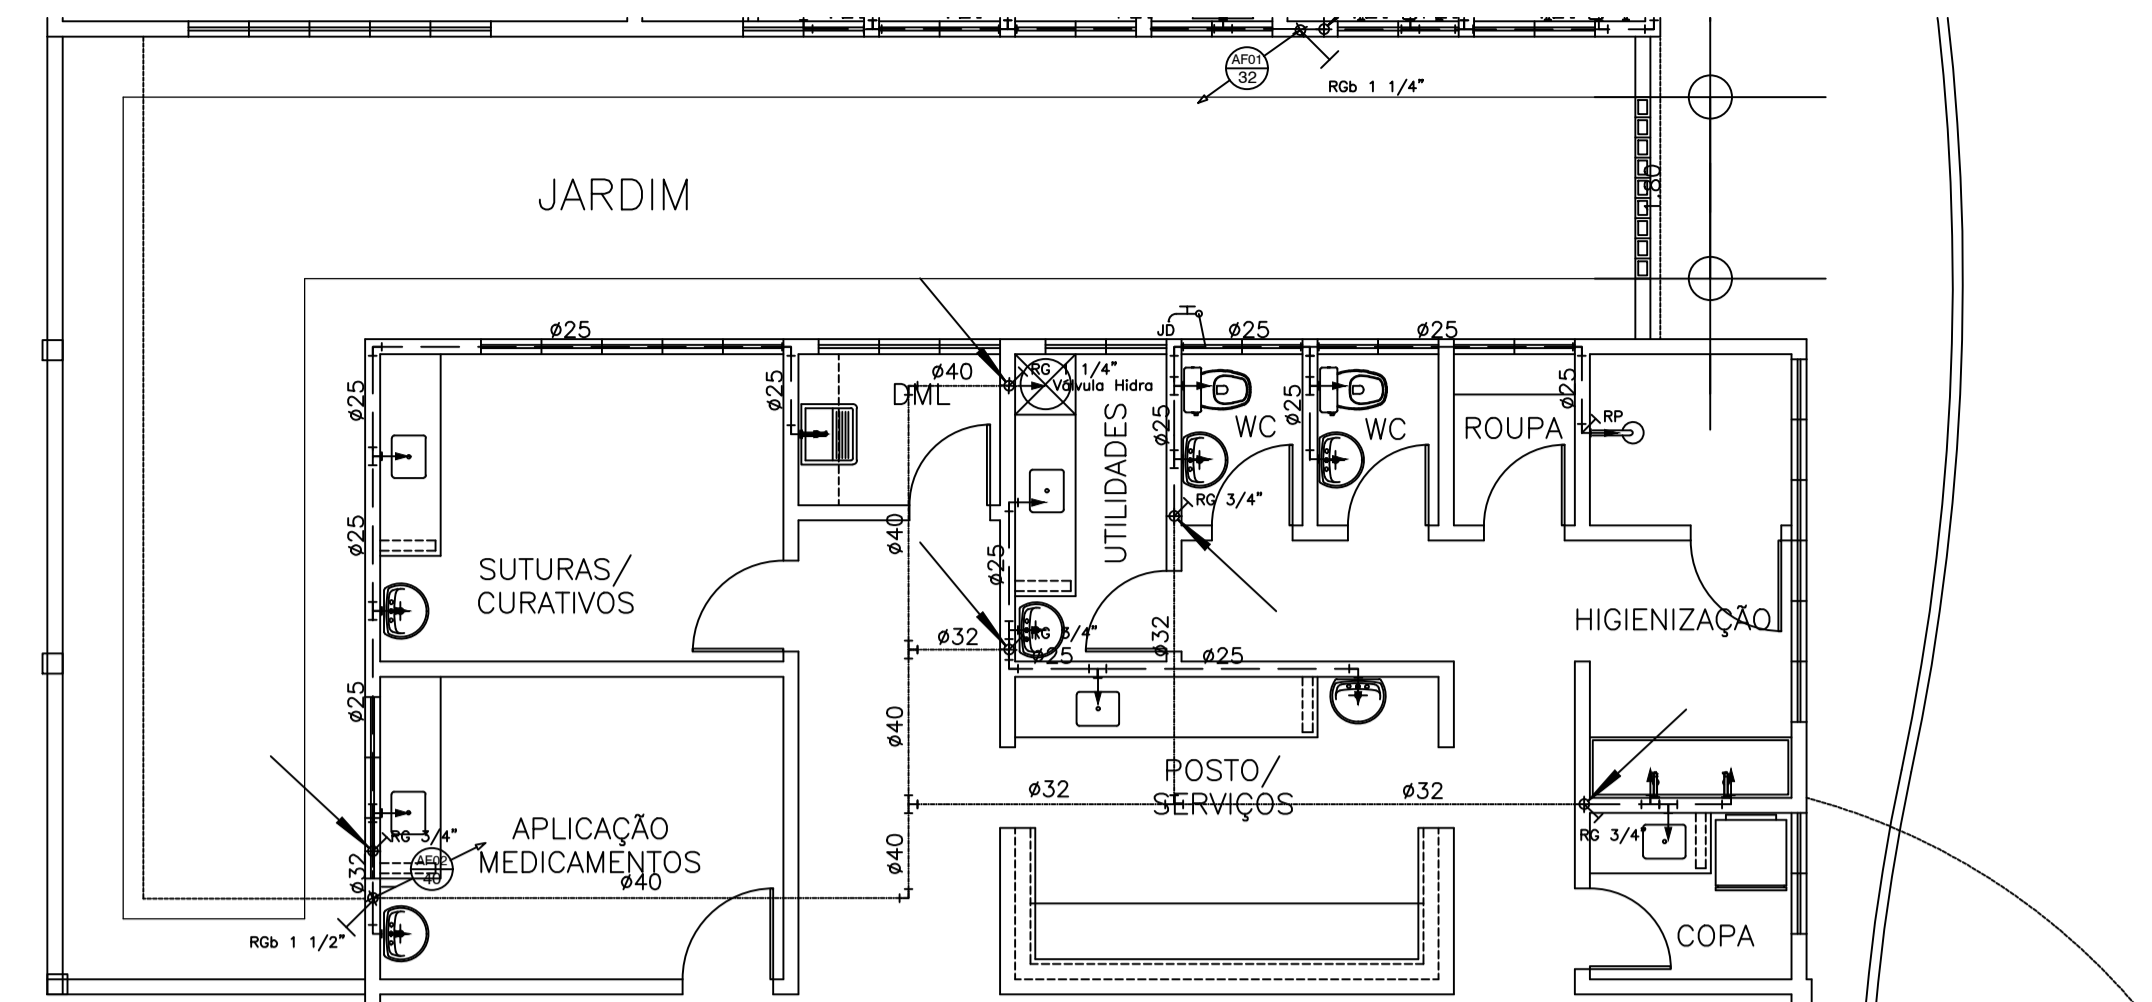 AF01
32
RGb 1 1/4"
1.80
JARDIM
ø25
JD
ø25
ø25
ø25
ø25
ø40
DML
RG 1 1/4"
Válvula Hidra
UTILIDADES
ø25
WC
ø25
WC
ROUPA
ø25
RP
RG 3/4"
ø25
ø40
ø25
SUTURAS/
CURATIVOS
HIGIENIZAÇÃO
ø32
RG 3/4"
ø32
ø25
ø25
ø25
ø40
POSTO/
SERVIÇOS
ø32
ø32
APLICAÇÃO
MEDICAMENTOS
RG 3/4"
RG 3/4"
ø32
AF02
40
ø40
ø40
RGb 1 1/2"
COPA